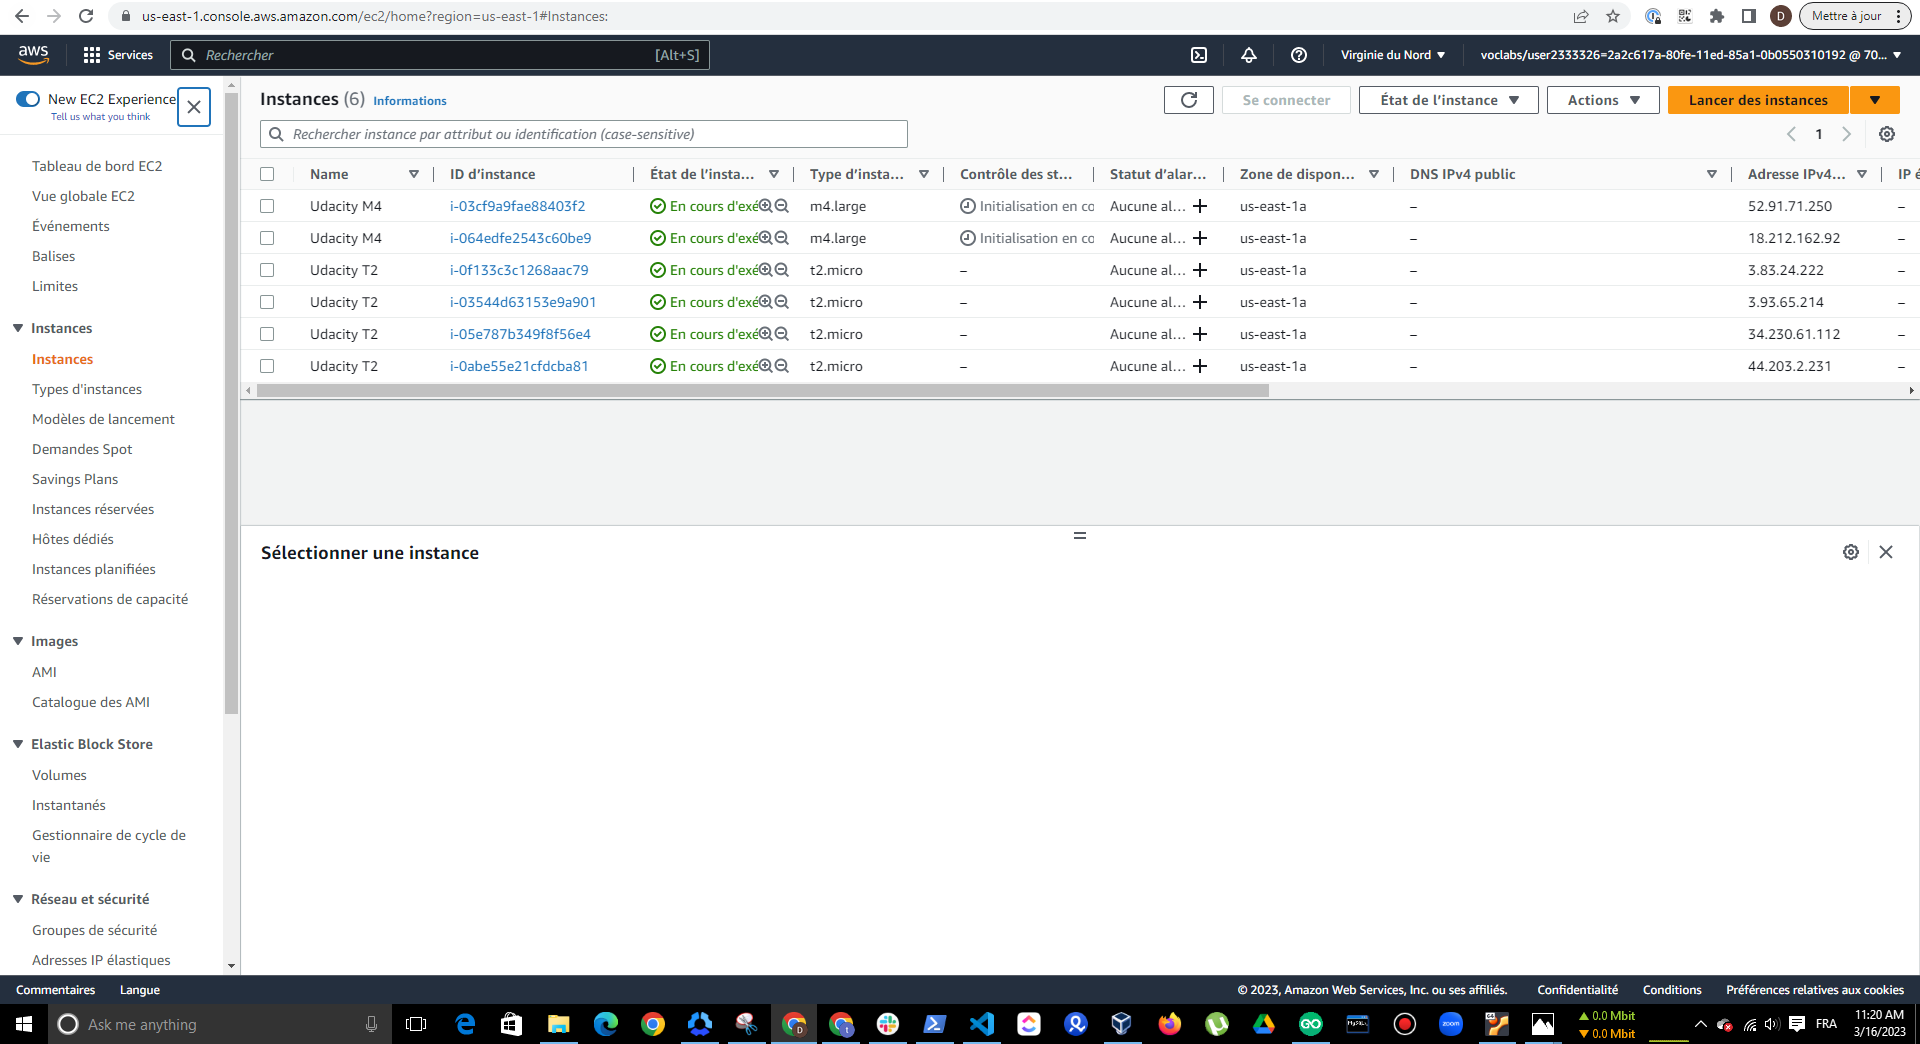 us-east-1.console.aws.amazon.com/ec2/home?region=us-east-1#Instances:
D
Mettre à jour
aws
Services
Rechercher
[Alt+S]
Virginie du Nord
voclabs/user2333326=2a2c617a-80fe-11ed-85a1-0b0550310192 @ 70...
New EC2 Experience
Tell us what you think
Tableau de bord EC2
Vue globale EC2
Événements
Balises
Limites
Instances
Instances
Types d'instances
Modèles de lancement
Demandes Spot
Savings Plans
Instances réservées
Hôtes dédiés
Instances planifiées
Réservations de capacité
Images
AMI
Catalogue des AMI
Elastic Block Store
Volumes
Instantanés
Gestionnaire de cycle de
vie
Réseau et sécurité
Groupes de sécurité
Adresses IP élastiques
Instances (6) Informations
Se connecter
État de l'instance
Actions
Lancer des instances
Rechercher instance par attribut ou identification (case-sensitive)
1
Name ID d'instance État de l'insta... Type d'insta... Contrôle des st... Statut d'alar... Zone de dispon... DNS IPv4 public Adresse IPv4... IP é
Udacity M4 i-03cf9a9fae88403f2 En cours d'exé m4.large Initialisation en co Aucune al... us-east-1a – 52.91.71.250 –
Udacity M4 i-064edfe2543c60be9 En cours d'exé m4.large Initialisation en co Aucune al... us-east-1a – 18.212.162.92 –
Udacity T2 i-0f133c3c1268aac79 En cours d'exé t2.micro – Aucune al... us-east-1a – 3.83.24.222 –
Udacity T2 i-03544d63153e9a901 En cours d'exé t2.micro – Aucune al... us-east-1a – 3.93.65.214 –
Udacity T2 i-05e787b349f8f56e4 En cours d'exé t2.micro – Aucune al... us-east-1a – 34.230.61.112 –
Udacity T2 i-0abe55e21cfdcba81 En cours d'exé t2.micro – Aucune al... us-east-1a – 44.203.2.231 –
Sélectionner une instance
Commentaires
Langue
© 2023, Amazon Web Services, Inc. ou ses affiliés.
Confidentialité
Conditions
Préférences relatives aux cookies
Ask me anything
D
t
GO
MySQL
zoom
64
0.0 Mbit
0.0 Mbit
FRA
11:20 AM
3/16/2023